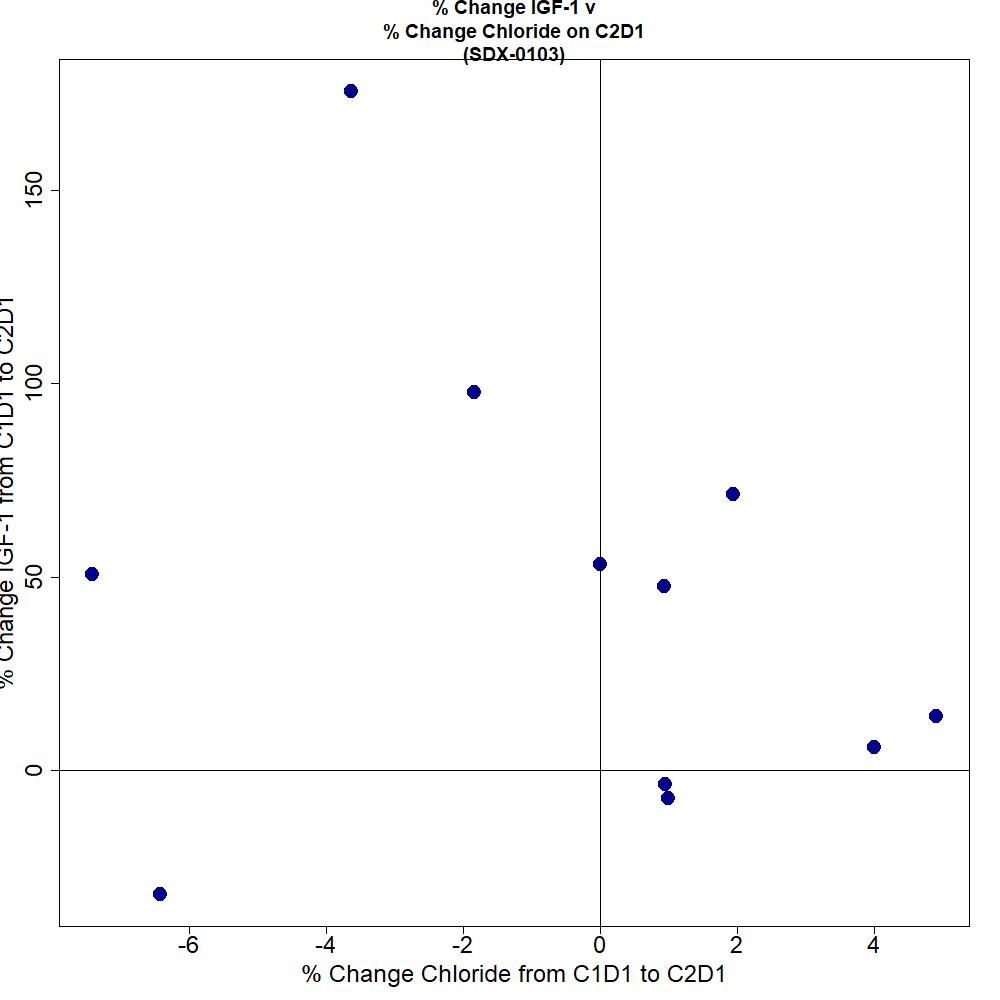 % Change IGF-1 v
% Change Chloride on C2D1
(SDX-0103)
% Change IGF-1 from C1D1 to C2D1
150
100
50
0
-6 -4 -2 0 2 4
% Change Chloride from C1D1 to C2D1